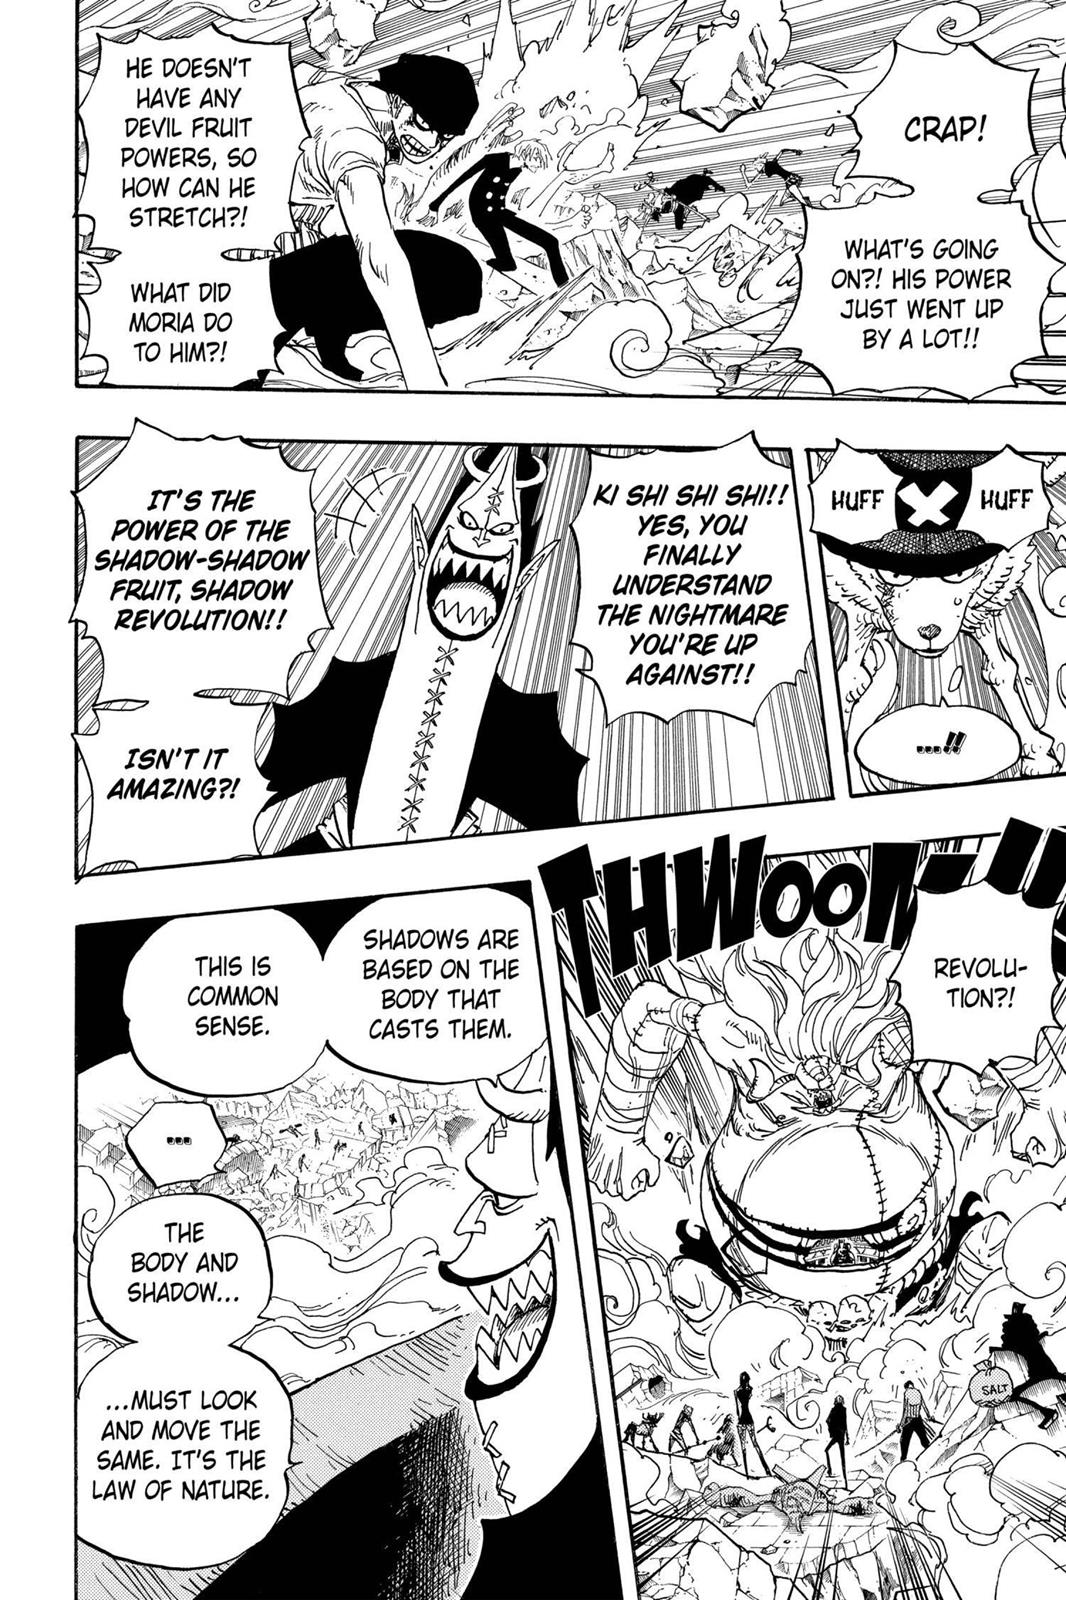 CRAP!
WHAT'S GOING
ON?! HIS POWER
JUST WENT UP
BY A LOT!!
HE DOESN'T
HAVE ANY
DEVIL FRUIT
POWERS, SO
HOW CAN HE
STRETCH?!
WHAT DID
MORIA DO
TO HIM?!
HUFF
HUFF
...!!
KI SHI SHI SHI!!
YES, YOU
FINALLY
UNDERSTAND
THE NIGHTMARE
YOU'RE UP
AGAINST!!
IT'S THE
POWER OF THE
SHADOW-SHADOW
FRUIT, SHADOW
REVOLUTION!!
ISN'T IT
AMAZING?!
THWOOM-!!
REVOLU-
TION?!
SALT
SHADOWS ARE
BASED ON THE
BODY THAT
CASTS THEM.
THIS IS
COMMON
SENSE.
...
THE
BODY AND
SHADOW...
...MUST LOOK
AND MOVE THE
SAME. IT'S THE
LAW OF NATURE.